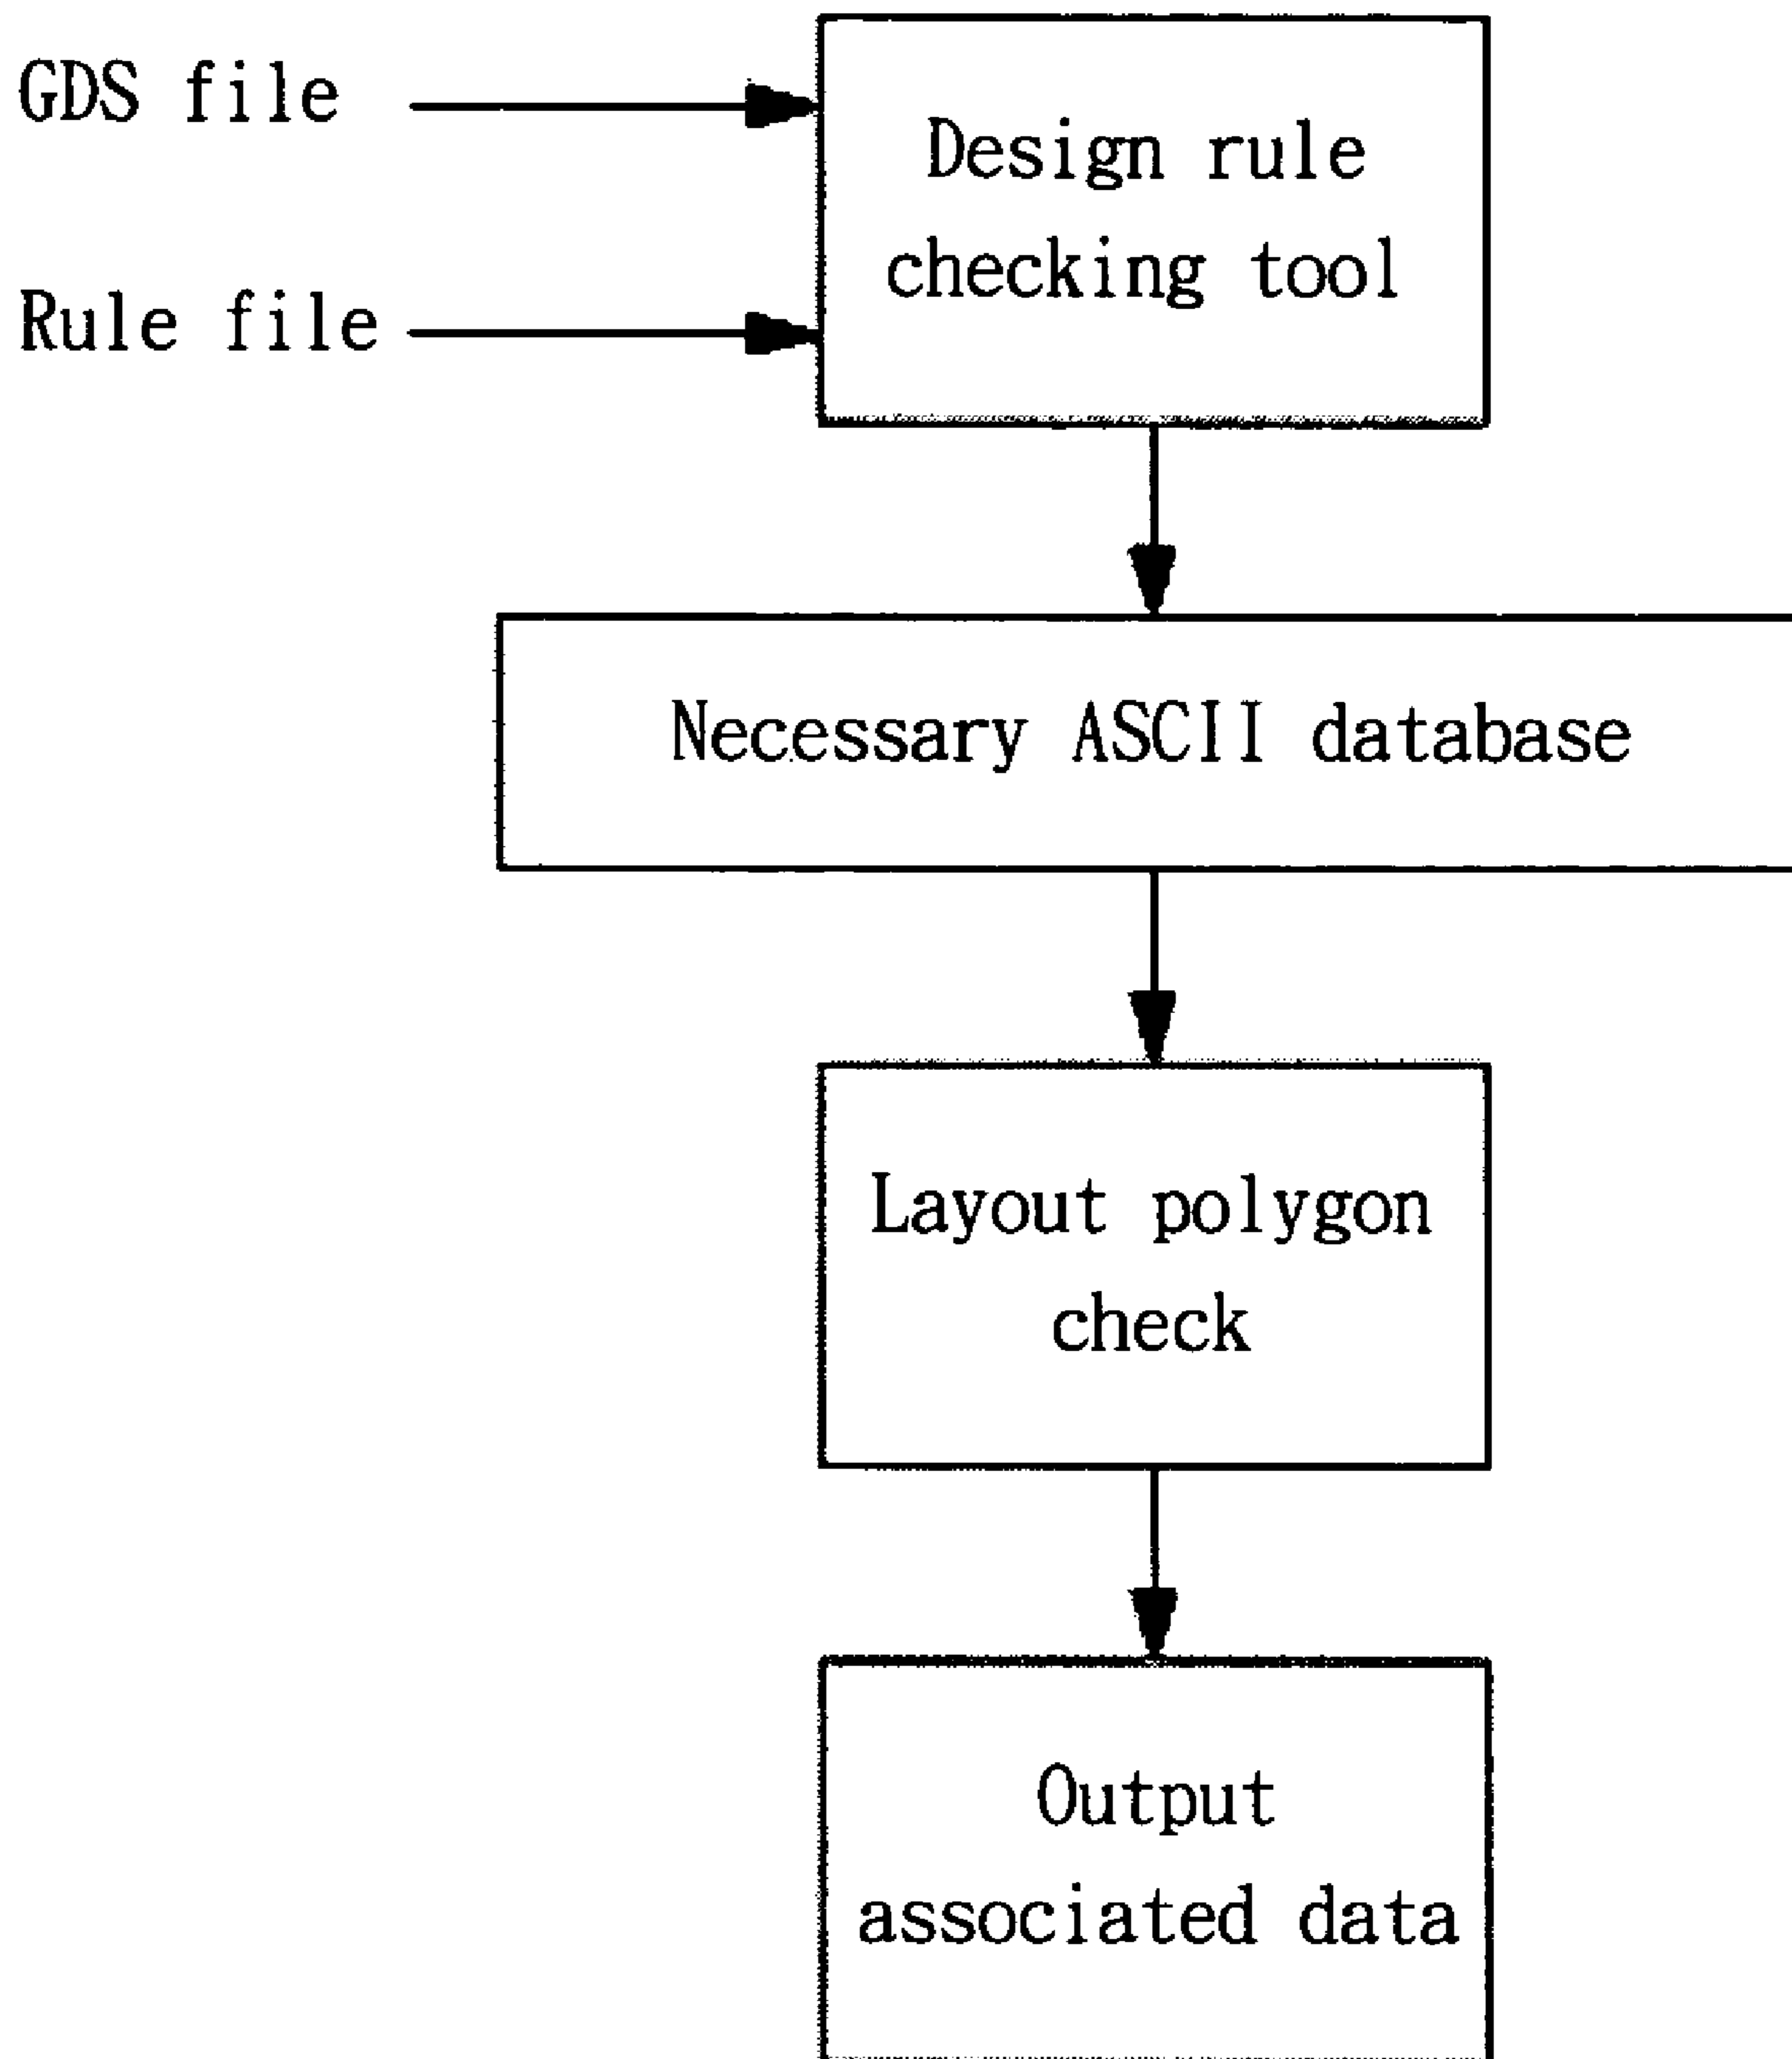 GDS file
Design rule
checking tool
Rule file
Necessary ASCII database
Layout polygon
check
Output
associated data